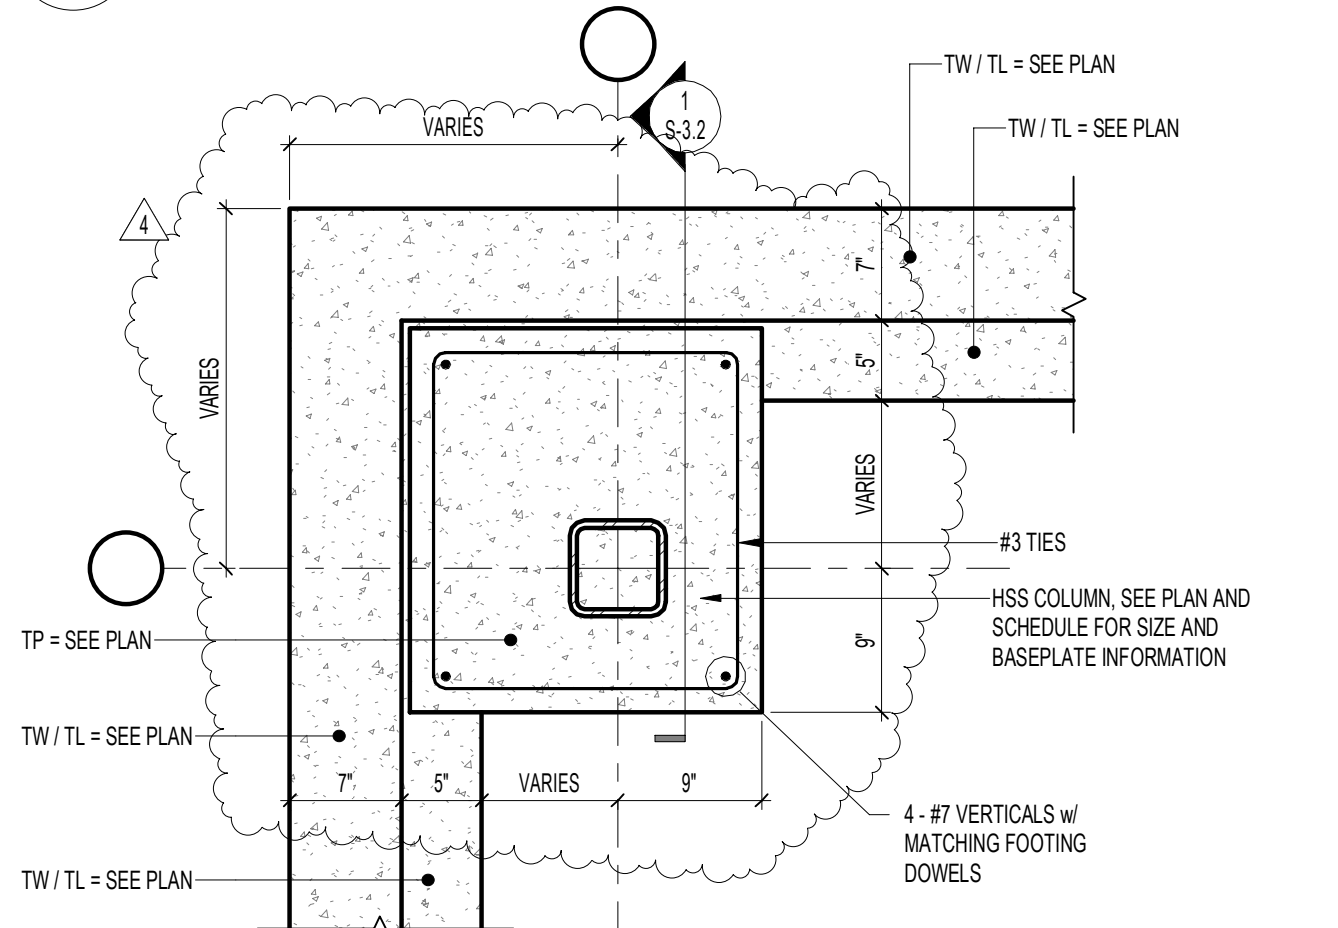 TW / TL = SEE PLAN
1
S-3.2
VARIES
TW / TL = SEE PLAN
4
7"
5"
VARIES
VARIES
#3 TIES
HSS COLUMN, SEE PLAN AND
SCHEDULE FOR SIZE AND
BASEPLATE INFORMATION
TP = SEE PLAN
9"
TW / TL = SEE PLAN
7"
5"
VARIES
9"
4 - #7 VERTICALS w/
MATCHING FOOTING
DOWELS
TW / TL = SEE PLAN